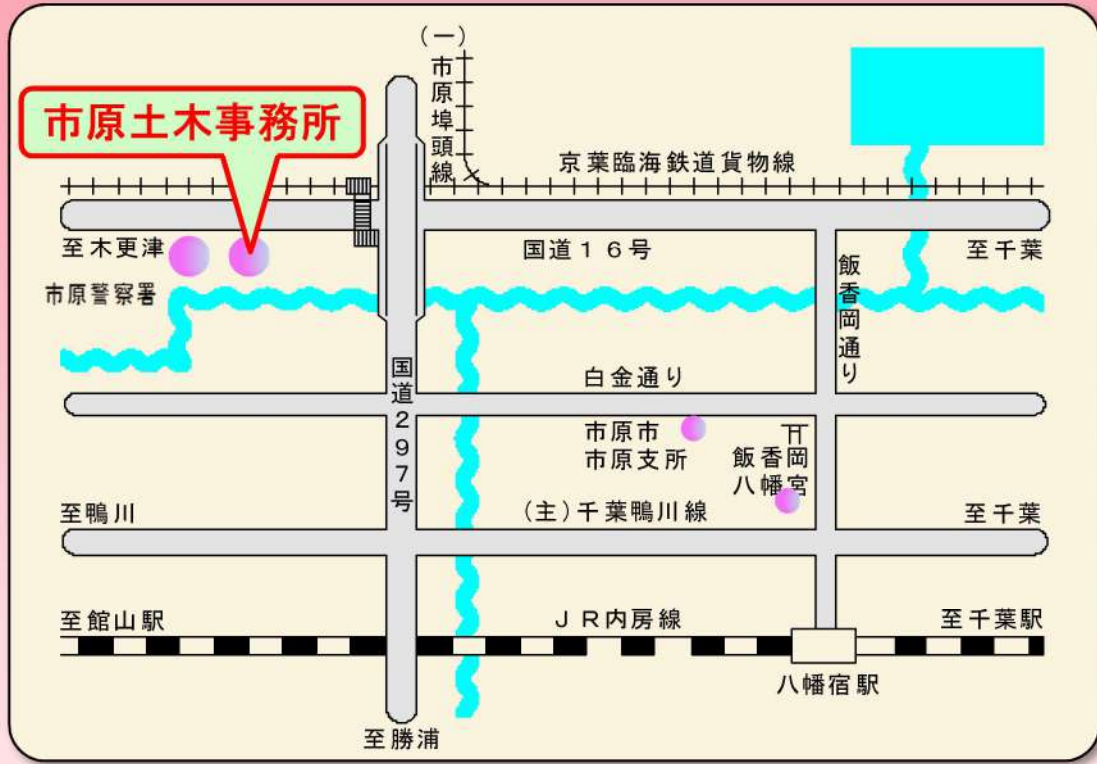 (一)市原埠頭線
市原土木事務所
京葉臨海鉄道貨物線
至木更津
国道16号
至千葉
市原警察署
飯香岡通り
国道297号
白金通り
市原市
市原支所
飯香岡
八幡宮
至鴨川
(主)千葉鴨川線
至千葉
至館山駅
JR内房線
至千葉駅
八幡宿駅
至勝浦